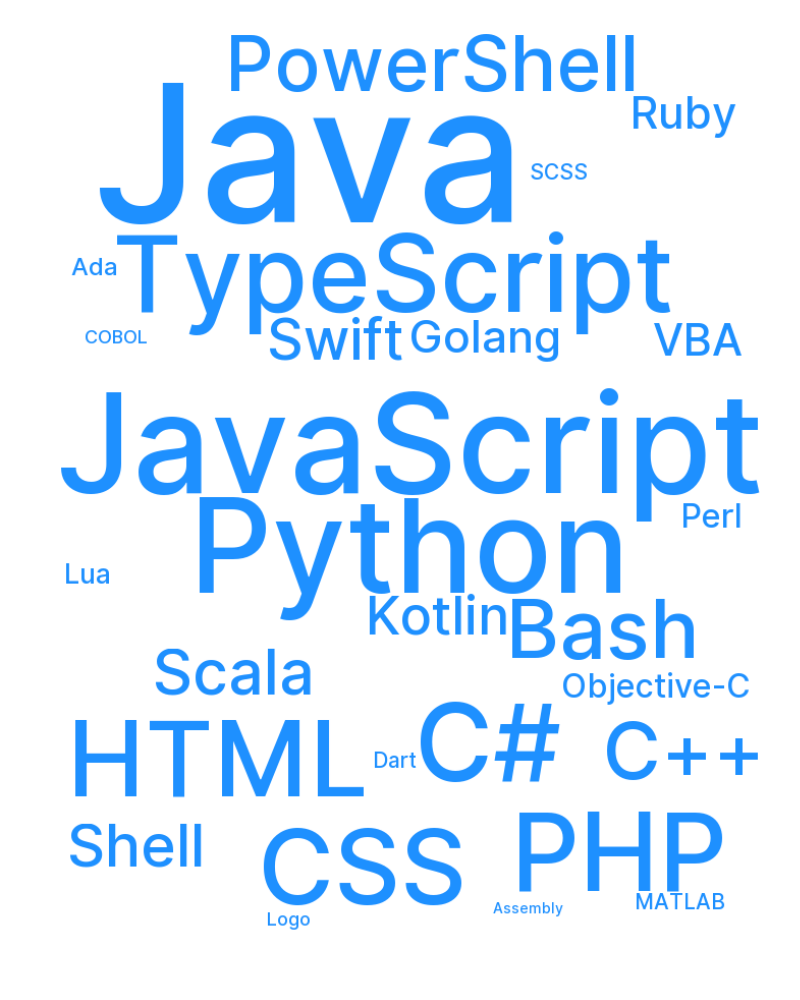 PowerShell
Java
Ruby
SCSS
TypeScript
Ada
Swift
Golang
VBA
COBOL
JavaScript
Python
Perl
Lua
Kotlin
Bash
Scala
Objective-C
HTML
Dart
C#
C++
Shell
CSS
PHP
MATLAB
Assembly
Logo